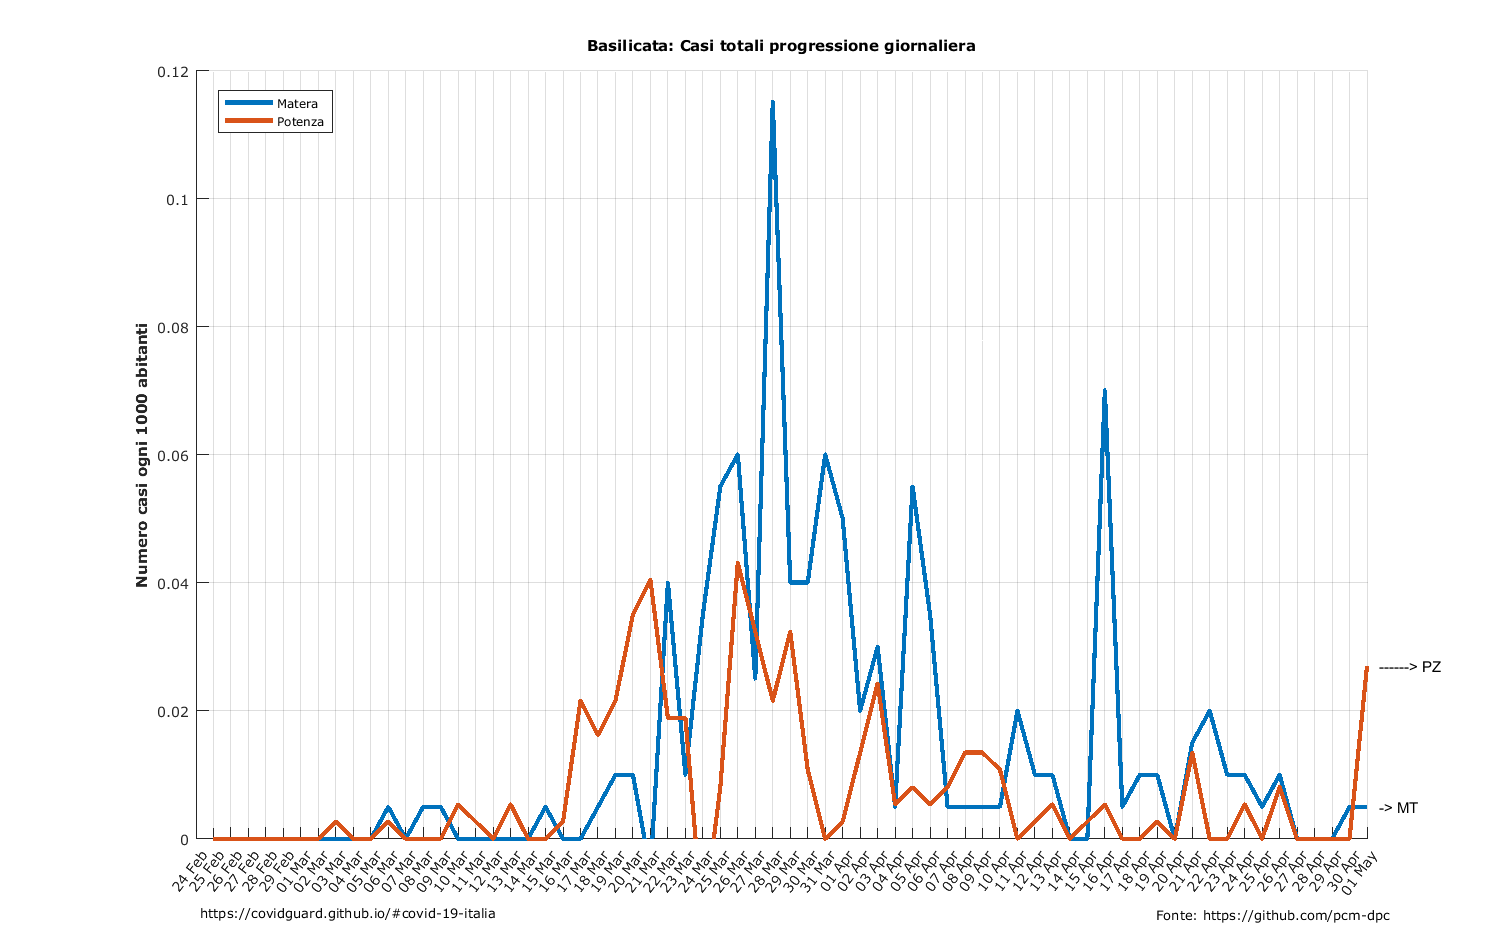 Basilicata: Casi totali progressione giornaliera
Matera
Potenza
Numero casi ogni 1000 abitanti
0.12
0.1
0.08
0.06
0.04
0.02
0
------> PZ
-> MT
24 Feb
25 Feb
26 Feb
27 Feb
28 Feb
29 Feb
01 Mar
02 Mar
03 Mar
04 Mar
05 Mar
06 Mar
07 Mar
08 Mar
09 Mar
10 Mar
11 Mar
12 Mar
13 Mar
14 Mar
15 Mar
16 Mar
17 Mar
18 Mar
19 Mar
20 Mar
21 Mar
22 Mar
23 Mar
24 Mar
25 Mar
26 Mar
27 Mar
28 Mar
29 Mar
30 Mar
31 Mar
01 Apr
02 Apr
03 Apr
04 Apr
05 Apr
06 Apr
07 Apr
08 Apr
09 Apr
10 Apr
12 Apr
13 Apr
14 Apr
15 Apr
16 Apr
17 Apr
18 Apr
19 Apr
20 Apr
21 Apr
22 Apr
23 Apr
24 Apr
25 Apr
26 Apr
27 Apr
28 Apr
29 Apr
30 Apr
01 May
https://covidguard.github.io/#covid-19-italia
Fonte: https://github.com/pcm-dpc